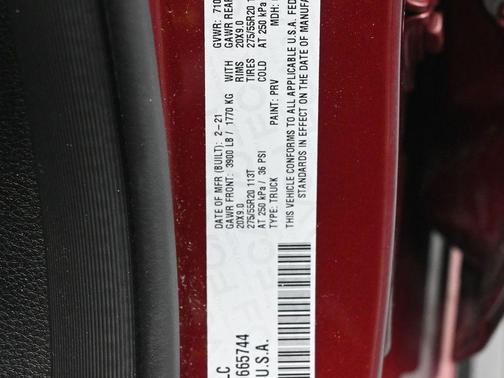 DATE OF MFR (BUILT): 2-21 GVWR: 710
GAWR FRONT: 3900 LB / 1770 KG WITH GAWR REAR
20X9.0 RIMS 20X9.0
275/55R20 113T TIRES 275/55R20 1
AT 250 kPa / 36 PSI COLD AT 250 kPa /
TYPE: TRUCK PAINT: PRV MDH:
THIS VEHICLE CONFORMS TO ALL APPLICABLE U.S.A. FED
STANDARDS IN EFFECT ON THE DATE OF MANUFA
LC
665744
U.S.A.